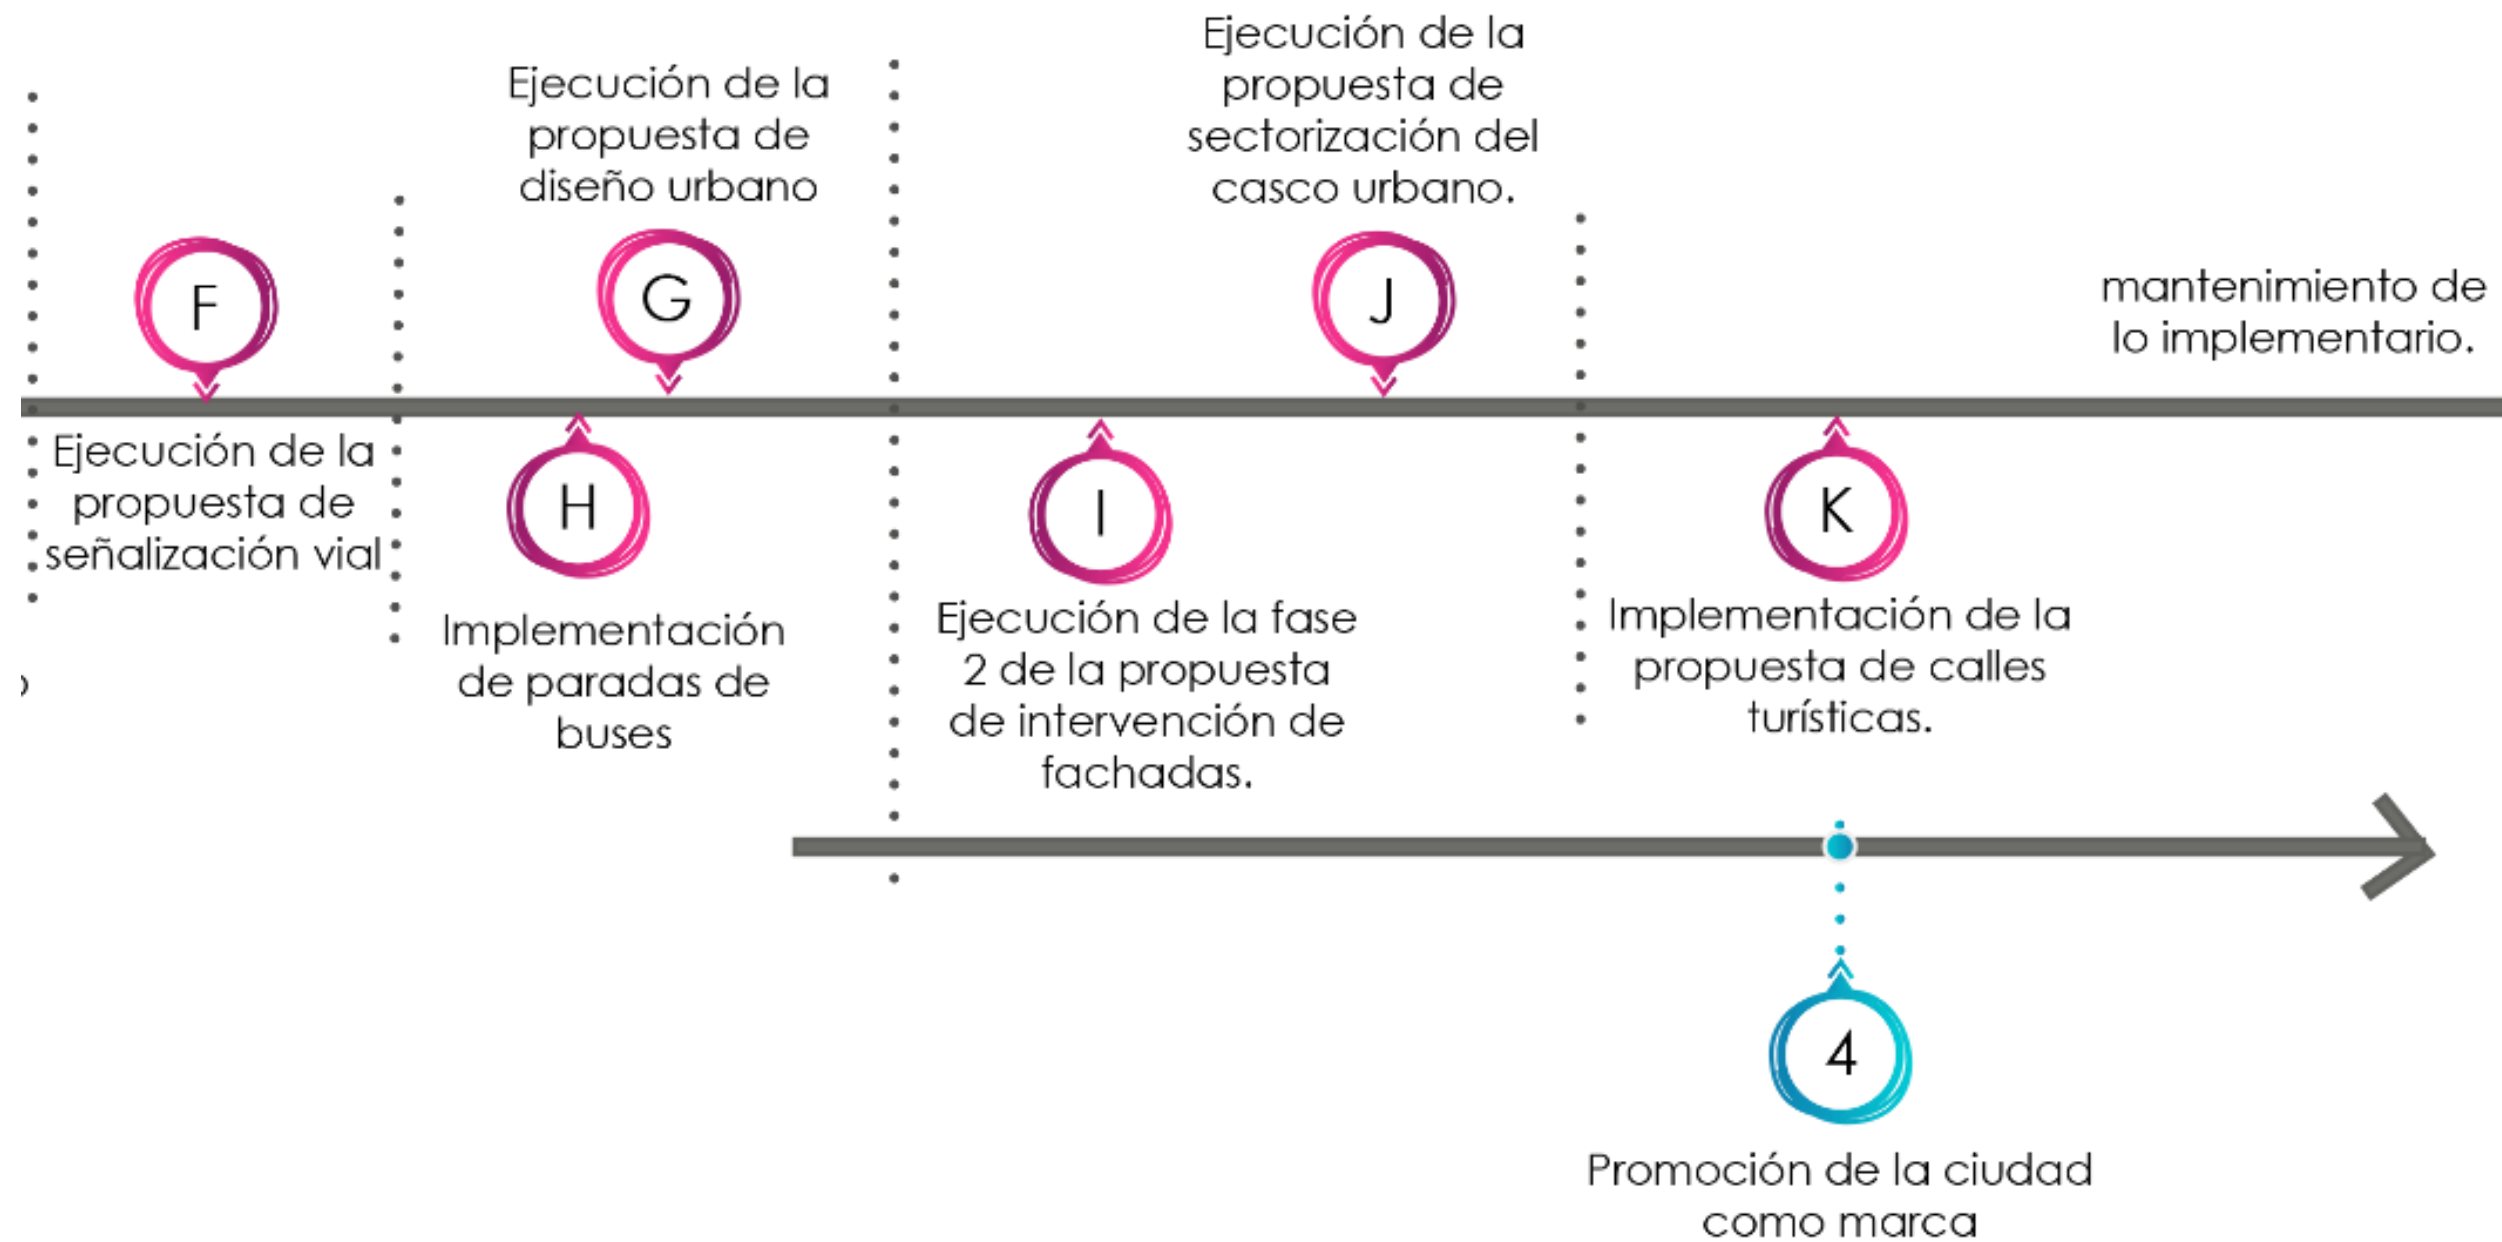 F
Ejecución de la
propuesta de
señalización vial
Ejecución de la
propuesta de
diseño urbano
G
H
Implementación
de paradas de
buses
I
Ejecución de la fase
2 de la propuesta
de intervención de
fachadas.
Ejecución de la
propuesta de
sectorización del
casco urbano.
J
K
Implementación de la
propuesta de calles
turísticas.
mantenimiento de
lo implementario.
4
Promoción de la ciudad
como marca